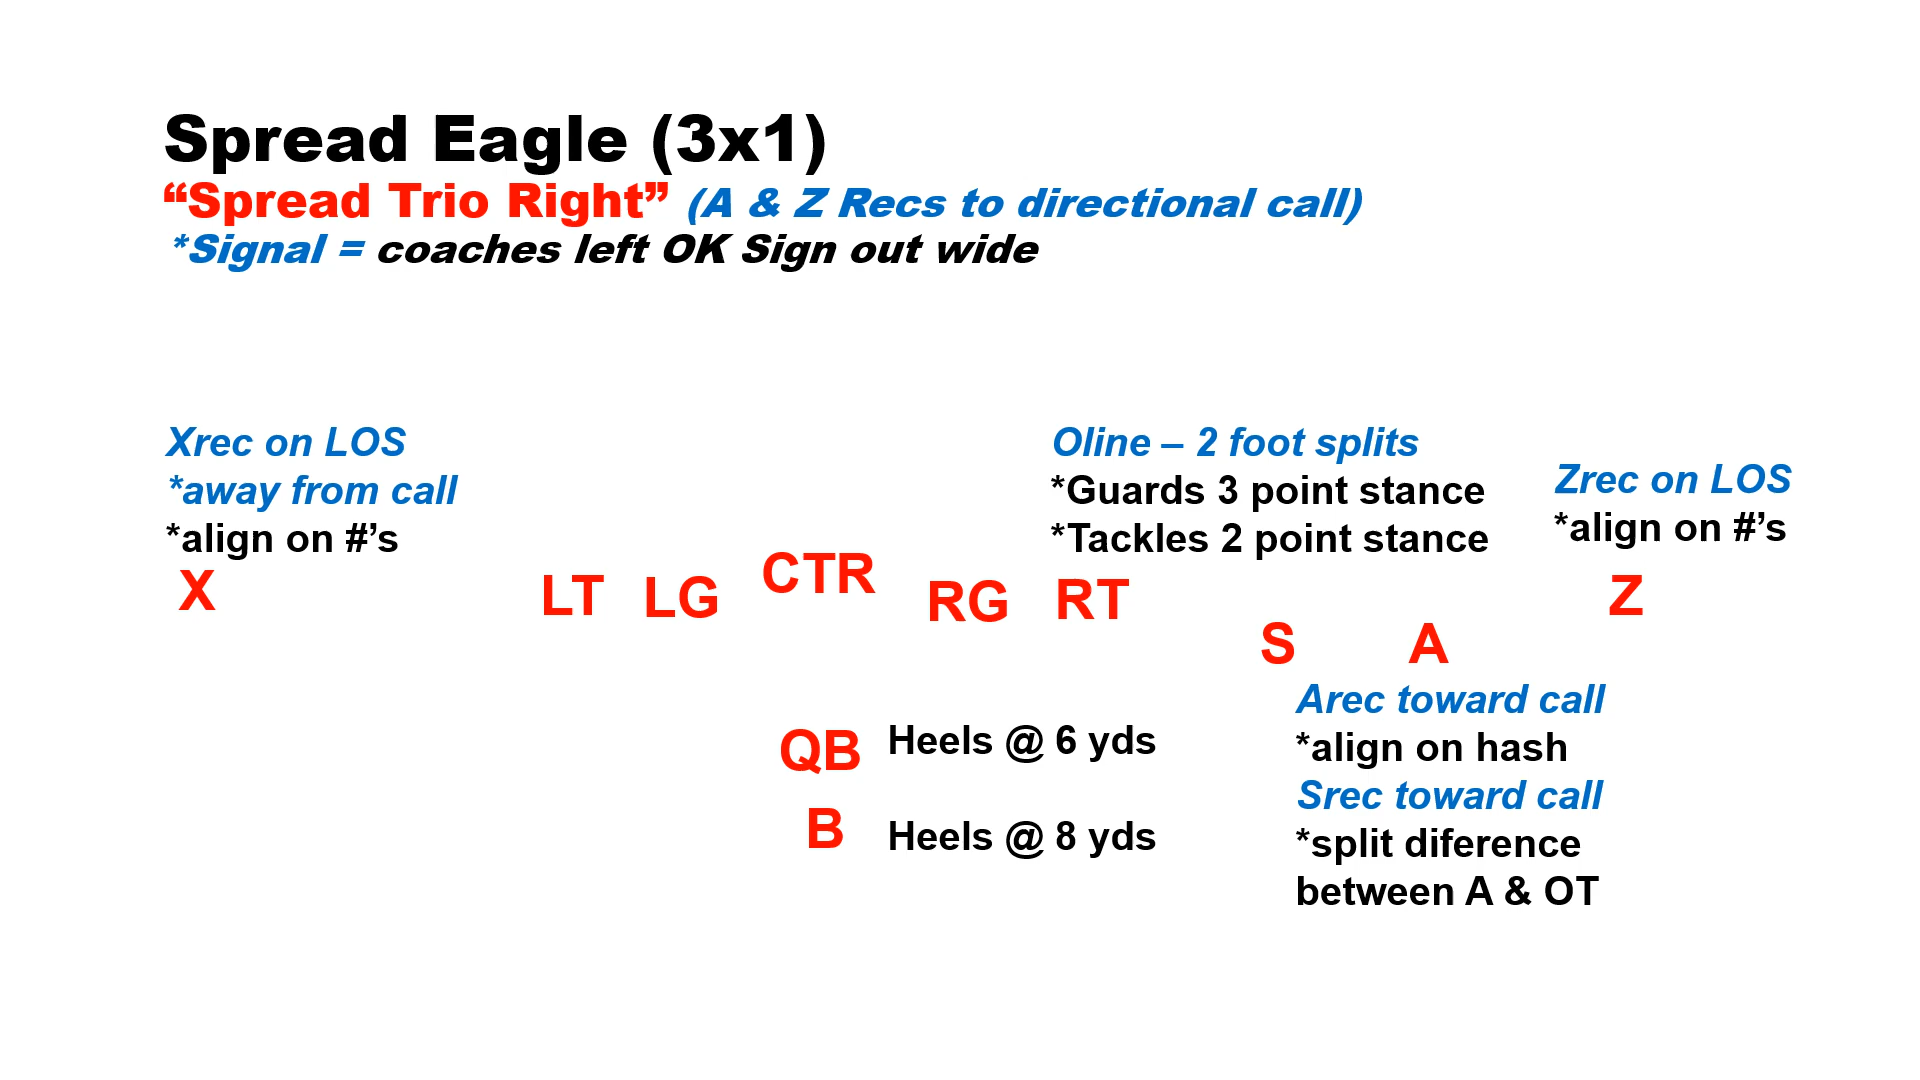 Spread Eagle (3x1)
“Spread Trio Right” (A & Z Recs to directional call)
*Signal = coaches left OK Sign out wide
Xrec on LOS
*away from call
*align on #’s
Oline – 2 foot splits
*Guards 3 point stance
*Tackles 2 point stance
Zrec on LOS
*align on #’s
X LT LG CTR RG RT Z
S A
Arec toward call
*align on hash
Srec toward call
*split diference
between A & OT
QB Heels @ 6 yds
B Heels @ 8 yds